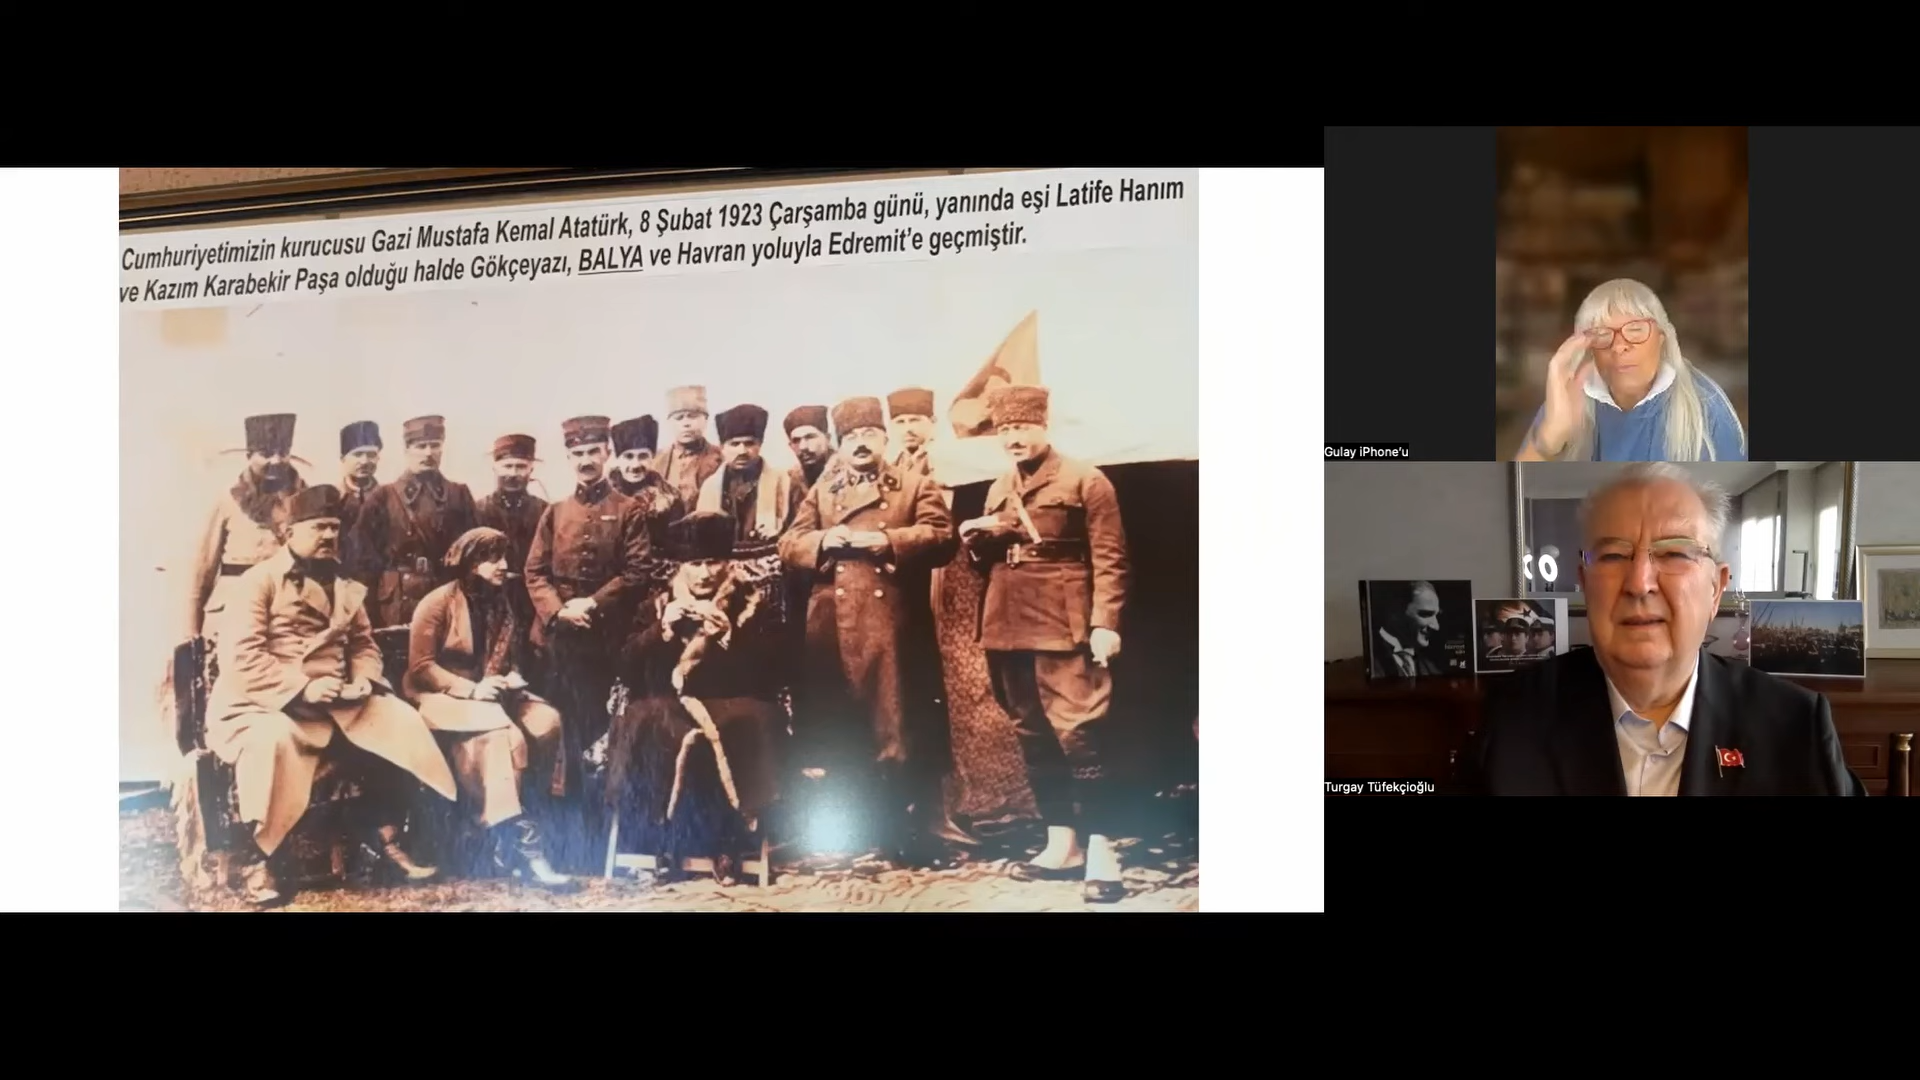 Cumhuriyetimizin kurucusu Gazi Mustafa Kemal Atatürk, 8 Şubat 1923 Çarşamba günü, yanında eşi Latife Hanım
ve Kazım Karabekir Paşa olduğu halde Gökçeyazı, BALYA ve Havran yoluyla Edremit'e geçmiştir.
Gulay iPhone'u
Turgay Tüfekçioğlu